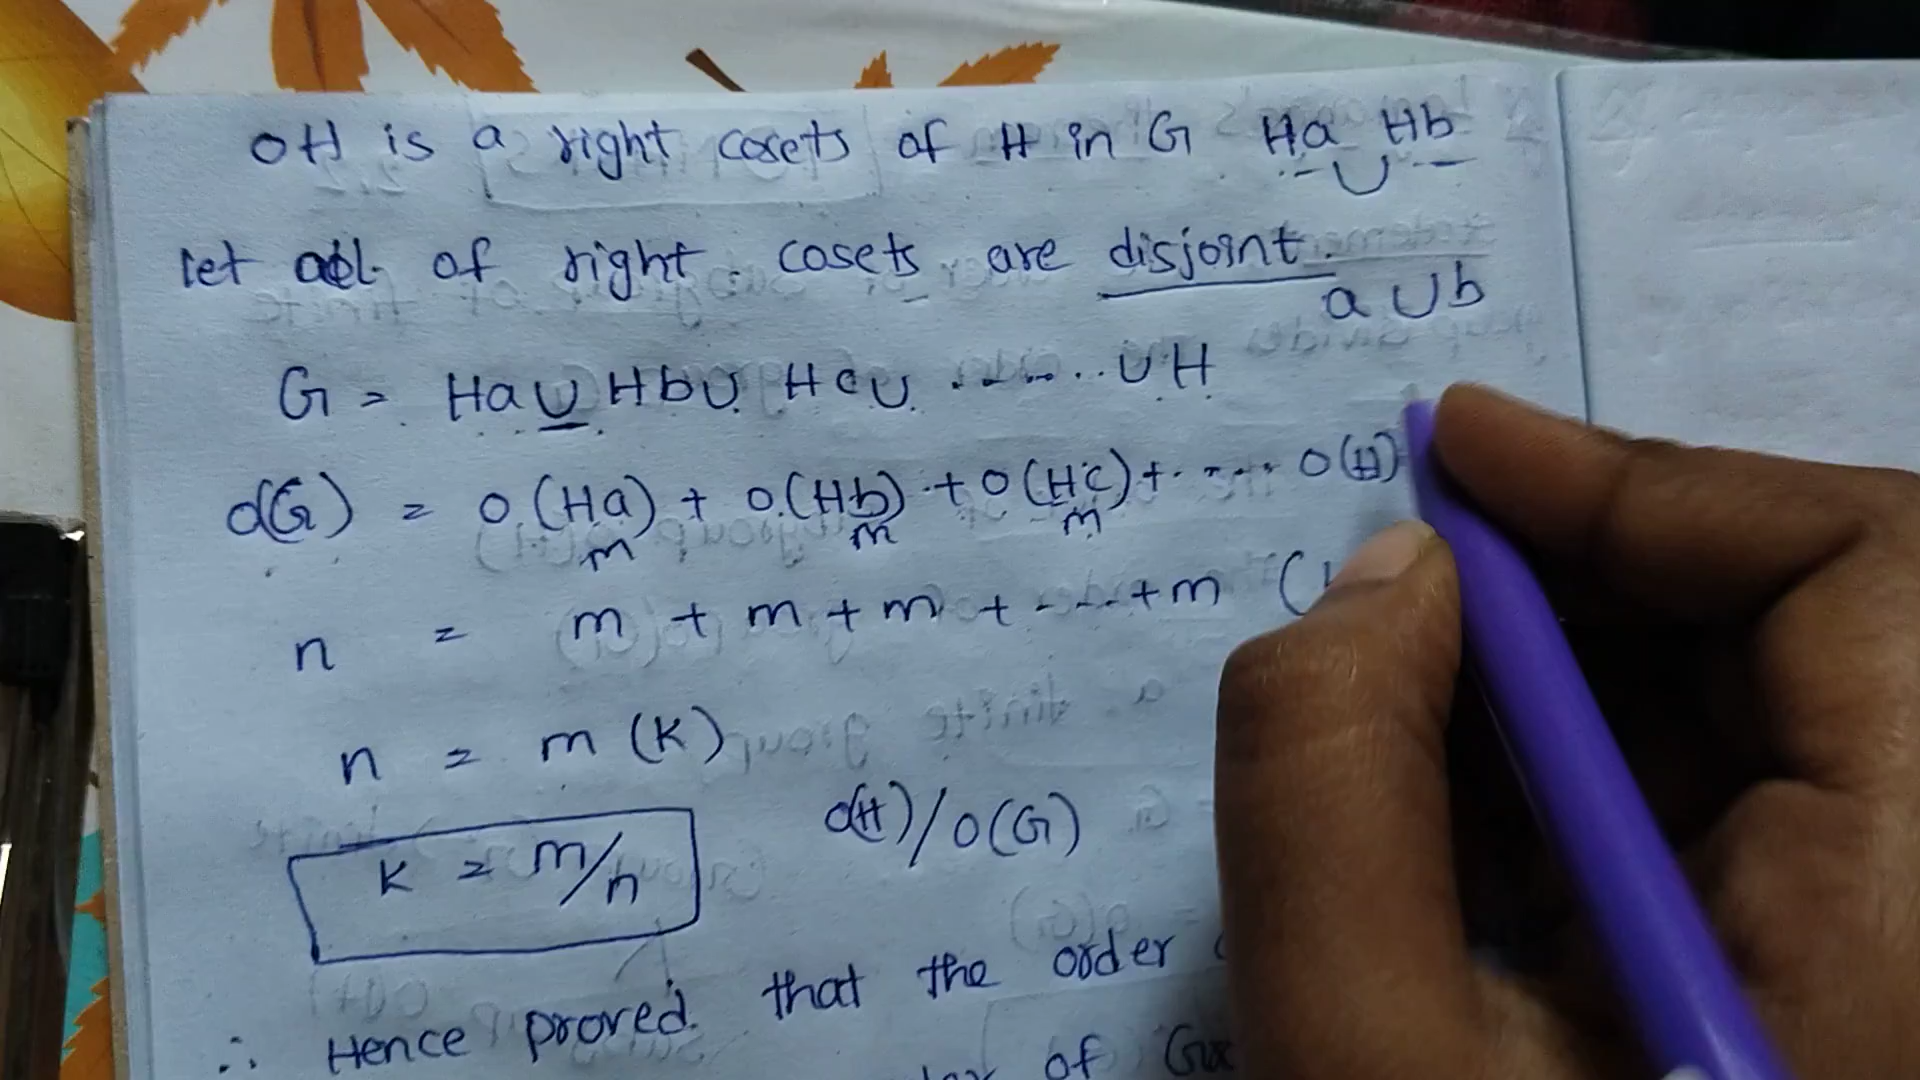 OH is a right cosets of H in G Ha Hb
∪
let all of right cosets are disjoint.
a ∪ b
G = Ha ∪ Hb ∪ Hc ∪ ....... ∪ H
O(G) = O(Ha) + O(Hb) + O(Hc) + ..... O(H)
m m m
n = m + m + m + ..... + m (
n = m (K)
K = m/n O(H)/O(G)
∴ Hence proved that the order
of